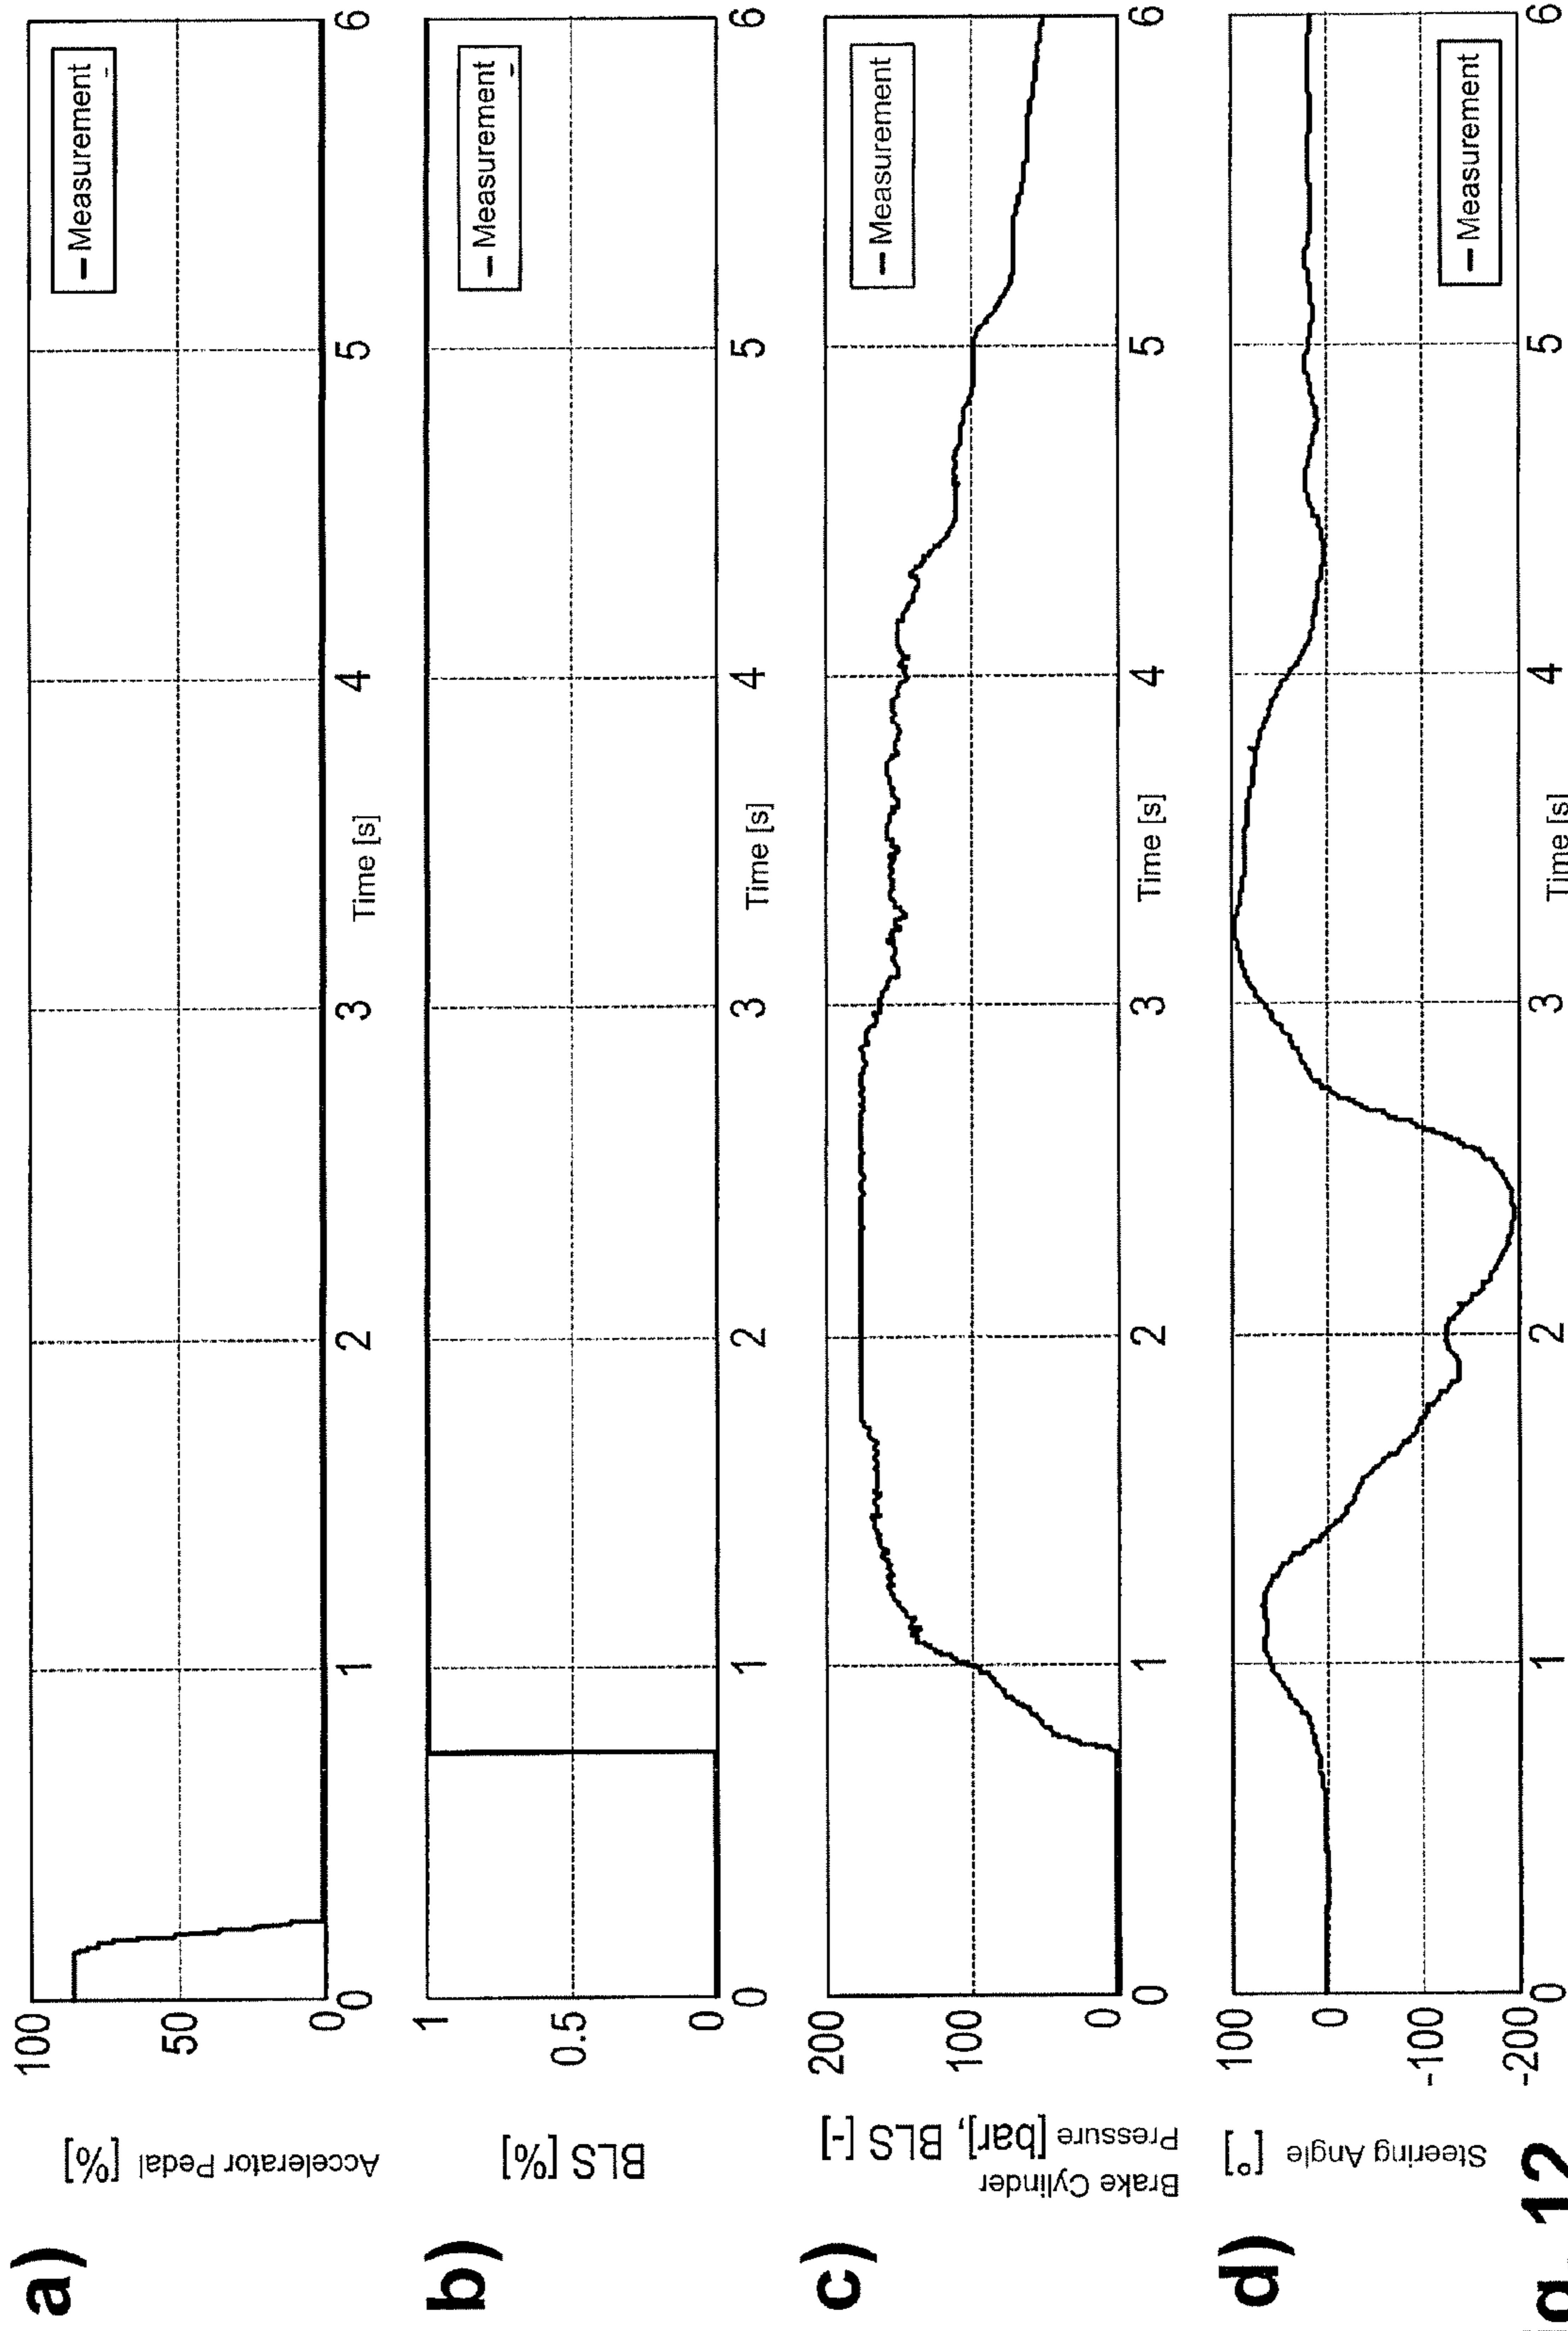 a)
Accelerator Pedal
[%]
100
50
0
Measurement
0 1 2 3 4 5 6
Time [s]
b)
BLS [%]
1
0.5
0
Measurement
0 1 2 3 4 5 6
Time [s]
c)
Brake Cylinder
Pressure [bar], BLS [-]
200
100
0
Measurement
0 1 2 3 4 5 6
Time [s]
d)
Steering Angle
[°]
100
0
-100
-200
Measurement
0 1 2 3 4 5 6
Time [s]
12